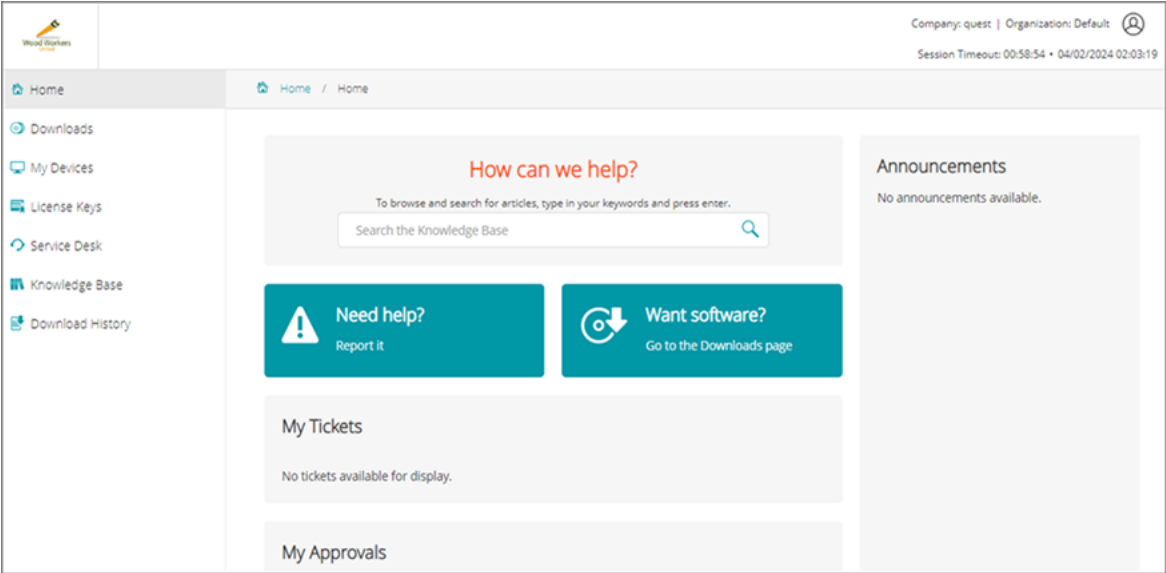 Wood Workers
Company: quest | Organization: Default
Session Timeout: 00:58:54 • 04/02/2024 02:03:19
Home
Downloads
My Devices
License Keys
Service Desk
Knowledge Base
Download History
Home / Home
How can we help?
To browse and search for articles, type in your keywords and press enter.
Search the Knowledge Base
Need help?
Report it
Want software?
Go to the Downloads page
My Tickets
No tickets available for display.
My Approvals
Announcements
No announcements available.